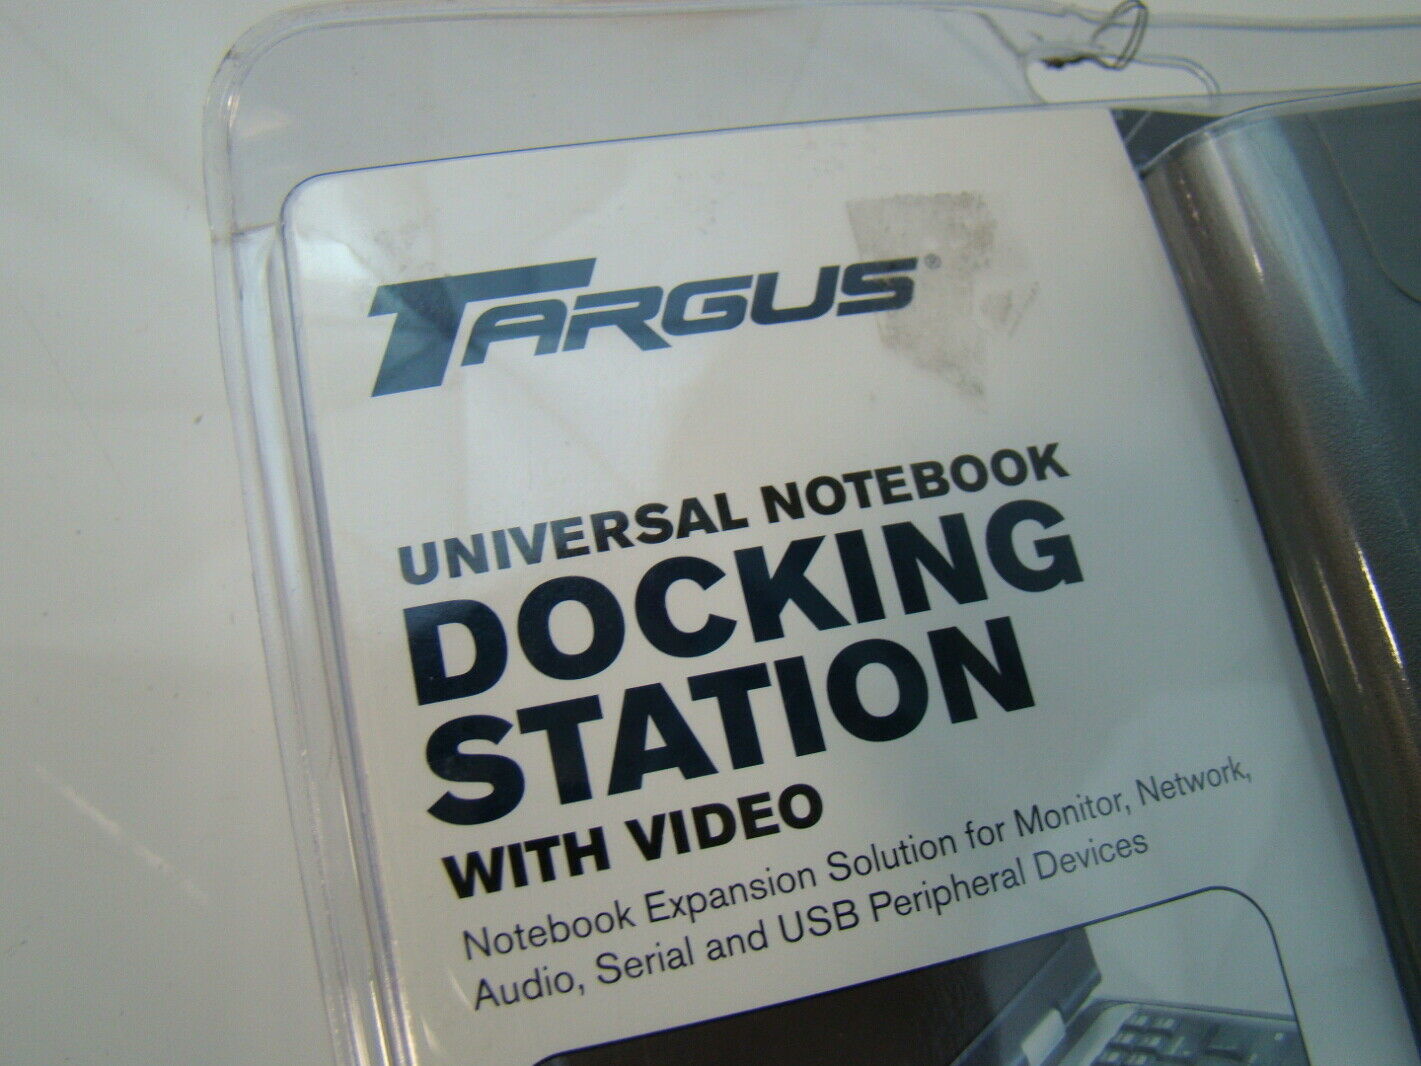 TARGUS®
UNIVERSAL NOTEBOOK
DOCKING
STATION
WITH VIDEO
Notebook Expansion Solution for Monitor, Network,
Audio, Serial and USB Peripheral Devices